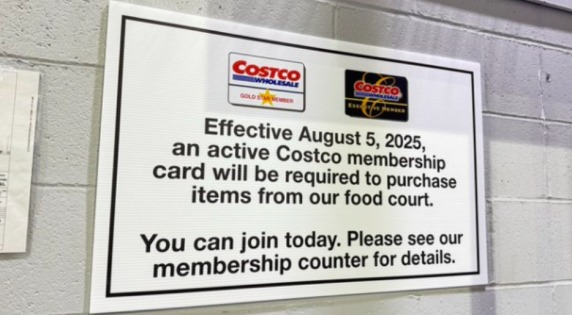 COSTCO
WHOLESALE
GOLD STAR MEMBER
COSTCO
WHOLESALE
EXECUTIVE MEMBER
Effective August 5, 2025,
an active Costco membership
card will be required to purchase
items from our food court.
You can join today. Please see our
membership counter for details.